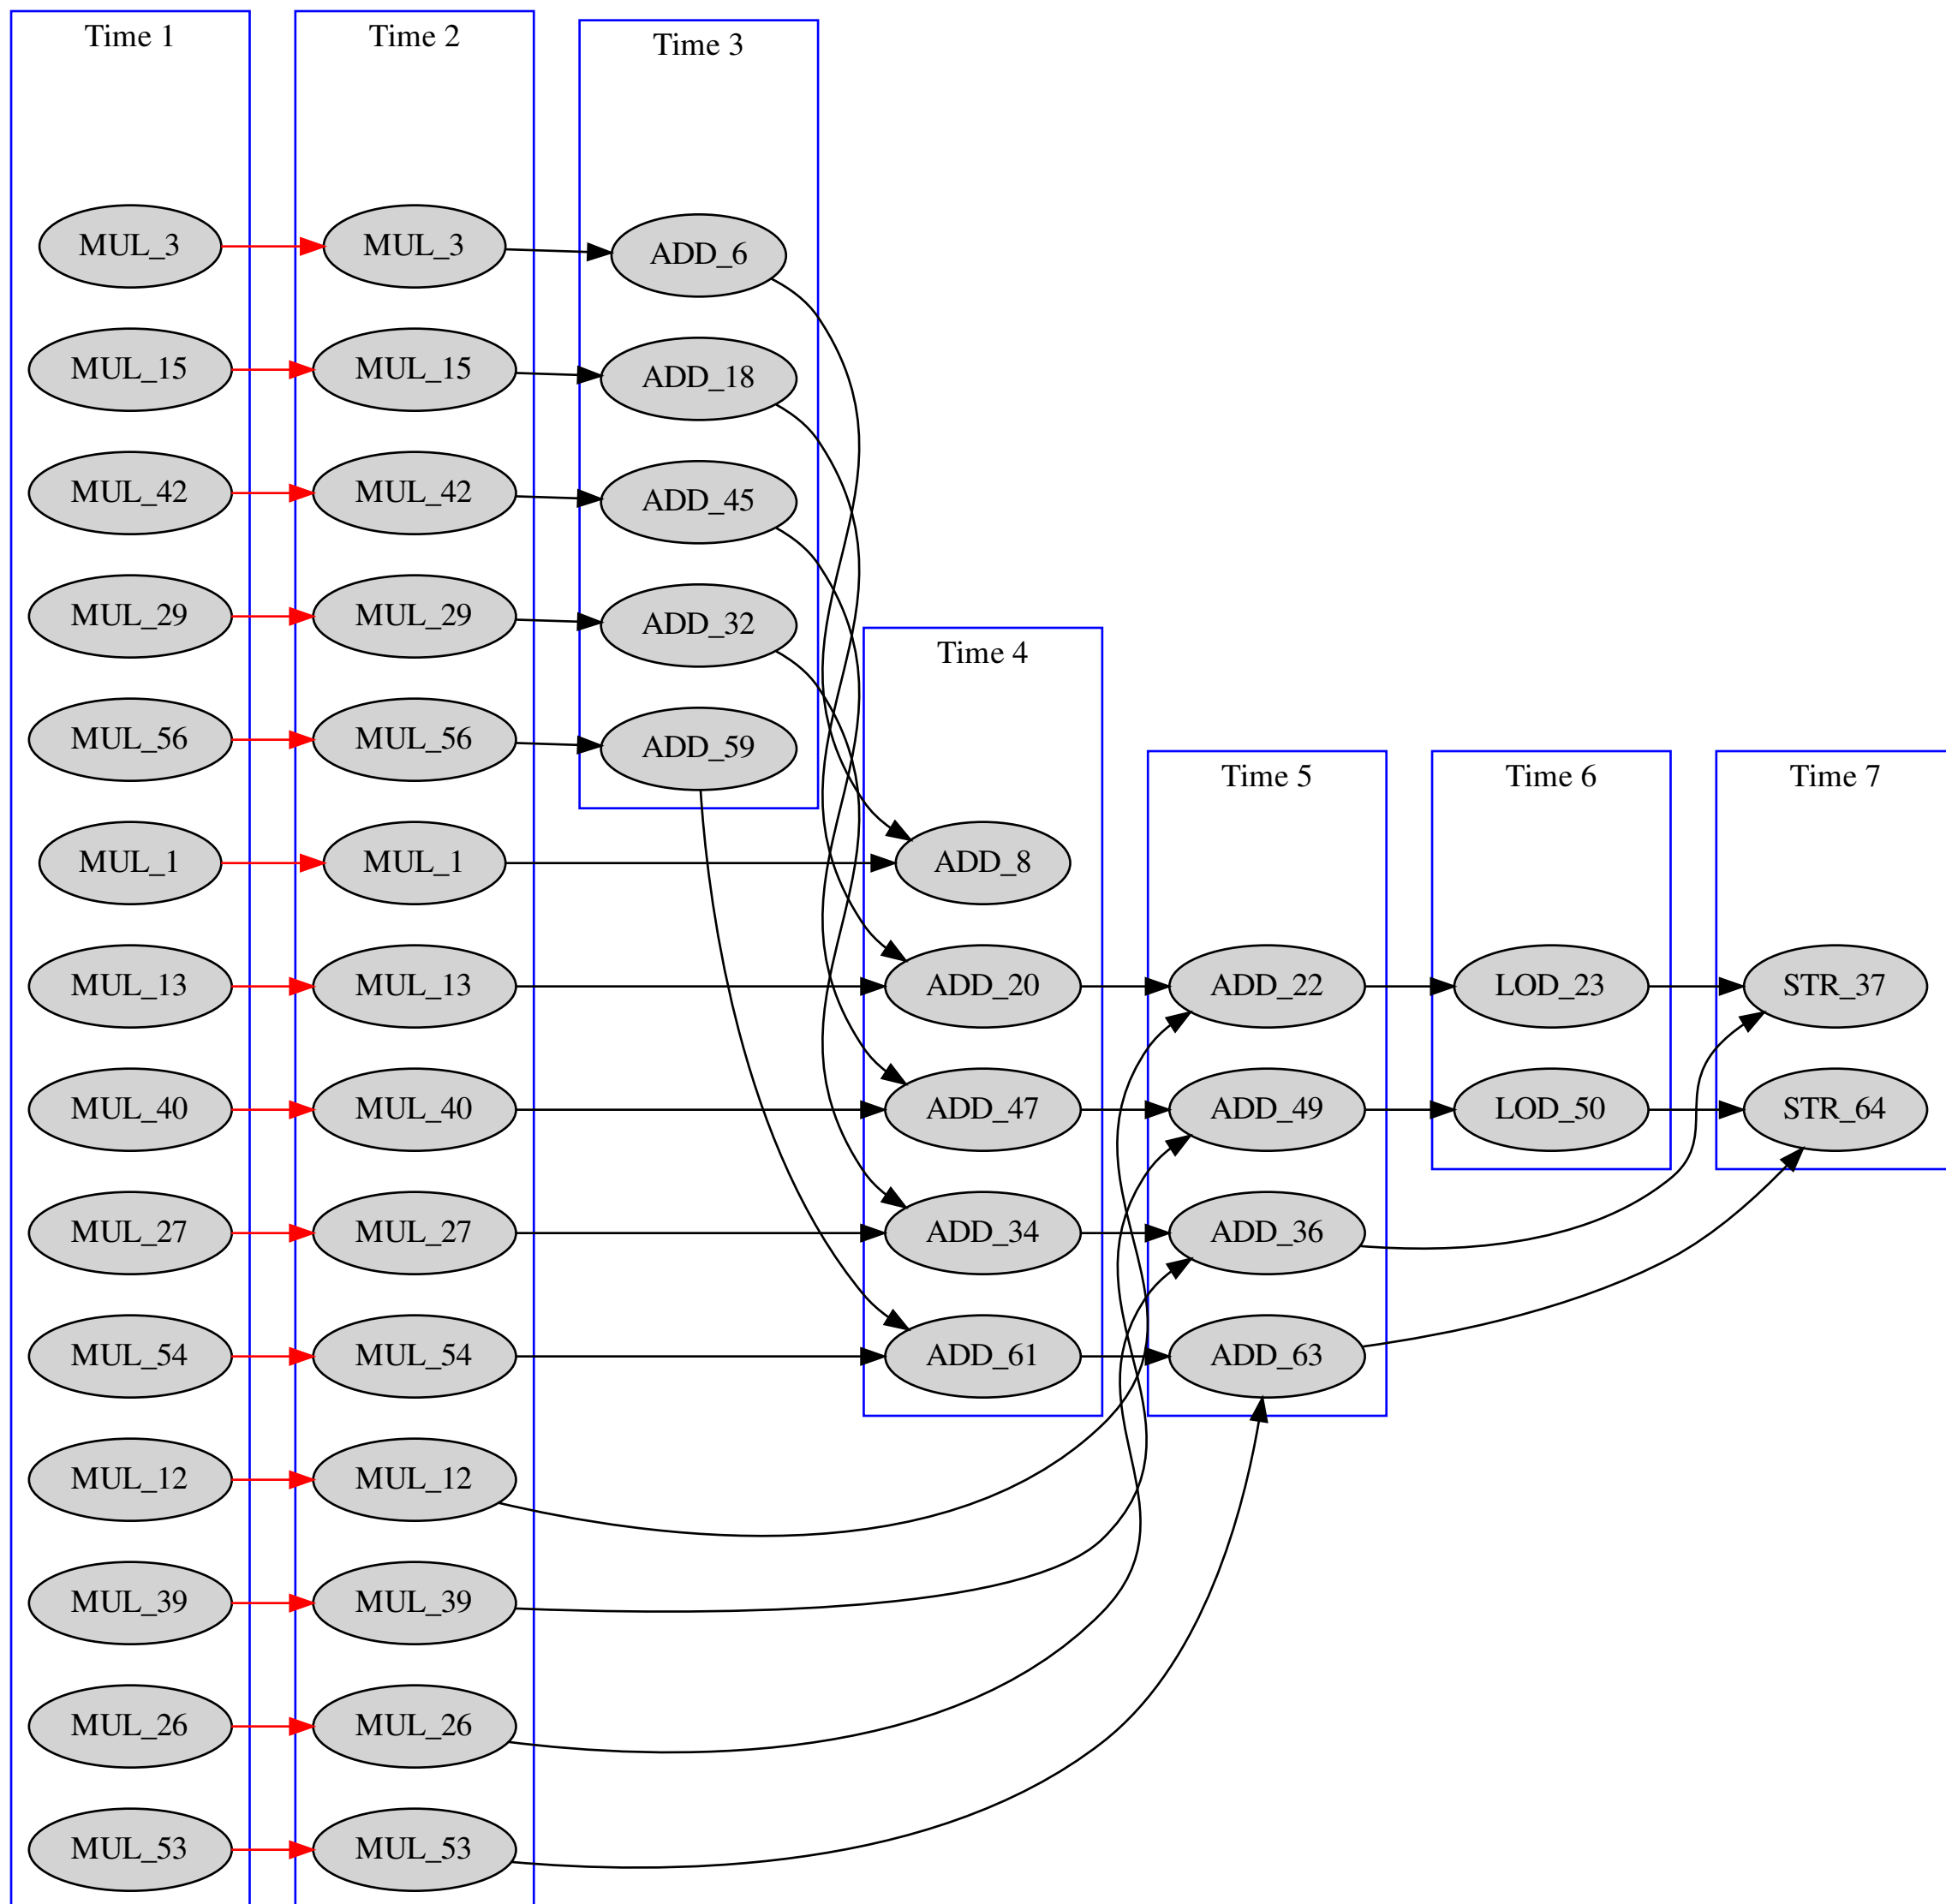 Time 1
MUL_3
MUL_15
MUL_42
MUL_29
MUL_56
MUL_1
MUL_13
MUL_40
MUL_27
MUL_54
MUL_12
MUL_39
MUL_26
MUL_53
Time 2
MUL_3
MUL_15
MUL_42
MUL_29
MUL_56
MUL_1
MUL_13
MUL_40
MUL_27
MUL_54
MUL_12
MUL_39
MUL_26
MUL_53
Time 3
ADD_6
ADD_18
ADD_45
ADD_32
ADD_59
Time 4
ADD_8
ADD_20
ADD_47
ADD_34
ADD_61
Time 5
ADD_22
ADD_49
ADD_36
ADD_63
Time 6
LOD_23
LOD_50
Time 7
STR_37
STR_64